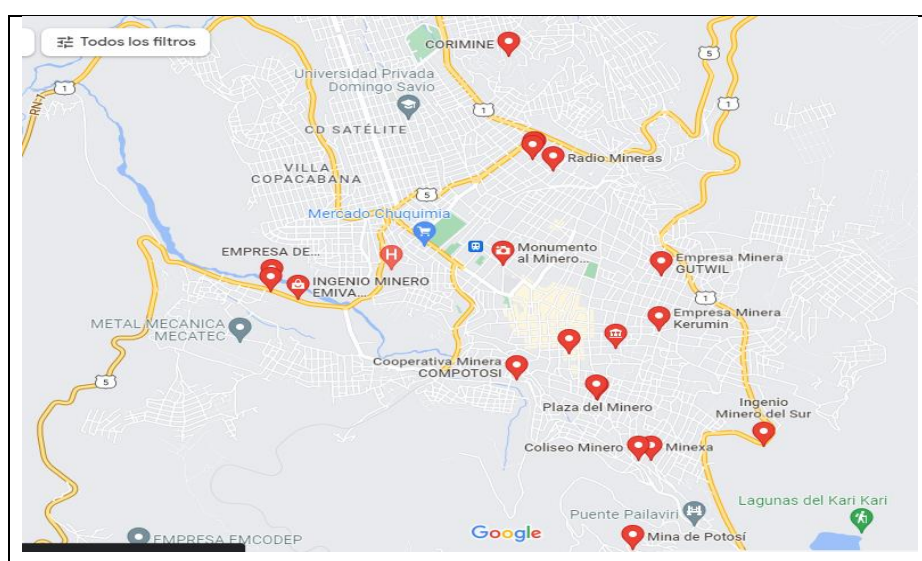 Todos los filtros
CORIMINE
5
Universidad Privada
Domingo Savio
1
RN-1
1
1
CD SATÉLITE
Radio Mineras
VILLA
COPACABANA
5
Mercado Chuquimia
EMPRESA DE...
H
Monumento
al Minero...
Empresa Minera
GUTWIL
INGENIO MINERO
EMIVA...
1
METAL MECANICA
MECATEC
Empresa Minera
Kerumin
Cooperativa Minera
COMPOTOSI
5
Plaza del Minero
Ingenio
Minero del Sur
Coliseo Minero
Minexa
Lagunas del Kari Kari
Puente Pailaviri
Google
EMPRESA EMCODEP
Mina de Potosí